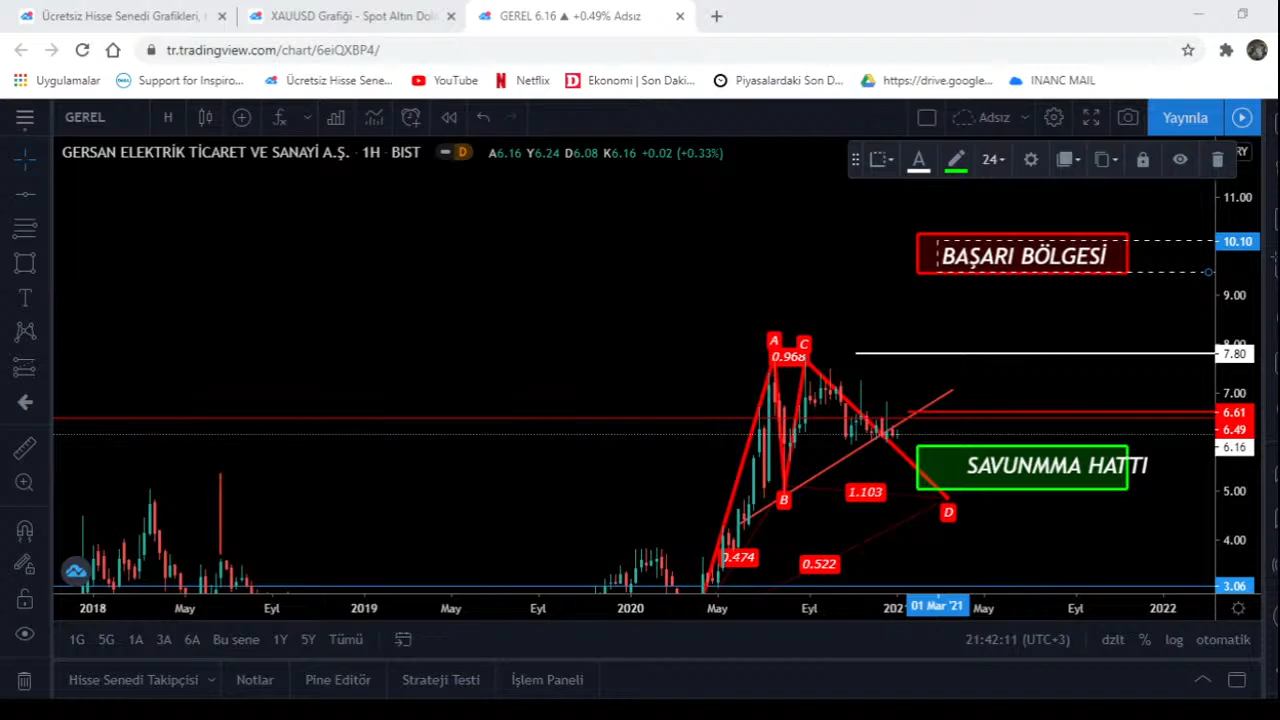 Ücretsiz Hisse Senedi Grafikleri,
XAUUSD Grafiği - Spot Altın Dol
GEREL 6.16 ▲ +0.49% Adsız
tr.tradingview.com/chart/6eiQXBP4/
Uygulamalar
Support for Inspiro...
Ücretsiz Hisse Sene...
YouTube
Netflix
Ekonomi | Son Daki...
Piyasalardaki Son D...
https://drive.google...
INANC MAIL
GEREL
H
Adsız
Yayınla
GERSAN ELEKTRİK TİCARET VE SANAYİ A.Ş. · 1H · BIST
D
A6.16 Y6.24 D6.08 K6.16 +0.02 (+0.33%)
24
RY
11.00
10.10
BAŞARI BÖLGESİ
9.00
A
C
8.00
0.968
7.80
7.00
6.61
6.49
6.16
SAVUNMMA HATTI
B
1.103
5.00
D
0.474
0.522
4.00
3.06
2018 May Eyl 2019 May Eyl 2020 May Eyl 2021 01 Mar '21 May Eyl 2022
1G 5G 1A 3A 6A Bu sene 1Y 5Y Tümü
21:42:11 (UTC+3) dzlt % log otomatik
Hisse Senedi Takipçisi Notlar Pine Editör Strateji Testi İşlem Paneli